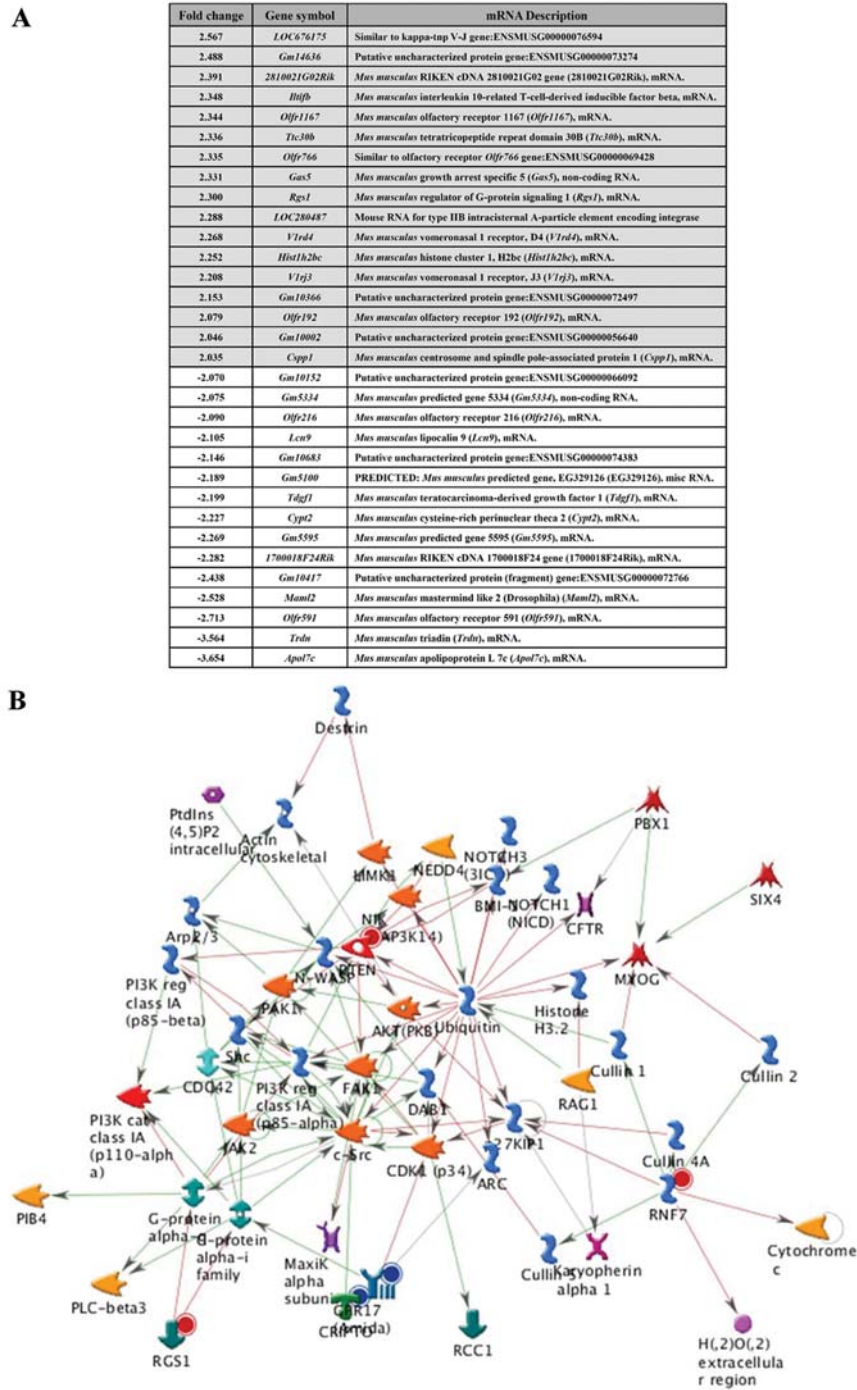 A
Fold change Gene symbol mRNA Description
2.567 LOC676175 Similar to kappa-tnp V-J gene:ENSMUSG00000076594
2.488 Gm14636 Putative uncharacterized protein gene:ENSMUSG00000073274
2.391 2810021G02Rik Mus musculus RIKEN cDNA 2810021G02 gene (2810021G02Rik), mRNA.
2.348 Iltifb Mus musculus interleukin 10-related T-cell-derived inducible factor beta, mRNA.
2.344 Olfr1167 Mus musculus olfactory receptor 1167 (Olfr1167), mRNA.
2.336 Ttc30b Mus musculus tetratricopeptide repeat domain 30B (Ttc30b), mRNA.
2.335 Olfr766 Similar to olfactory receptor Olfr766 gene:ENSMUSG00000069428
2.331 Gas5 Mus musculus growth arrest specific 5 (Gas5), non-coding RNA.
2.300 Rgs1 Mus musculus regulator of G-protein signaling 1 (Rgs1), mRNA.
2.288 LOC280487 Mouse RNA for type IIB intracisternal A-particle element encoding integrase
2.268 V1rd4 Mus musculus vomeronasal 1 receptor, D4 (V1rd4), mRNA.
2.252 Hist1h2bc Mus musculus histone cluster 1, H2bc (Hist1h2bc), mRNA.
2.208 V1rj3 Mus musculus vomeronasal 1 receptor, J3 (V1rj3), mRNA.
2.153 Gm10366 Putative uncharacterized protein gene:ENSMUSG00000072497
2.079 Olfr192 Mus musculus olfactory receptor 192 (Olfr192), mRNA.
2.046 Gm10002 Putative uncharacterized protein gene:ENSMUSG00000056640
2.035 Cspp1 Mus musculus centrosome and spindle pole-associated protein 1 (Cspp1), mRNA.
-2.070 Gm10152 Putative uncharacterized protein gene:ENSMUSG00000066092
-2.075 Gm5334 Mus musculus predicted gene 5334 (Gm5334), non-coding RNA.
-2.090 Olfr216 Mus musculus olfactory receptor 216 (Olfr216), mRNA.
-2.105 Lcn9 Mus musculus lipocalin 9 (Lcn9), mRNA.
-2.146 Gm10683 Putative uncharacterized protein gene:ENSMUSG00000074383
-2.189 Gm5100 PREDICTED: Mus musculus predicted gene, EG329126 (EG329126), misc RNA.
-2.199 Tdgf1 Mus musculus teratocarcinoma-derived growth factor 1 (Tdgf1), mRNA.
-2.227 Cypt2 Mus musculus cysteine-rich perinuclear theca 2 (Cypt2), mRNA.
-2.269 Gm5595 Mus musculus predicted gene 5595 (Gm5595), mRNA.
-2.282 1700018F24Rik Mus musculus RIKEN cDNA 1700018F24 gene (1700018F24Rik), mRNA.
-2.438 Gm10417 Putative uncharacterized protein (fragment) gene:ENSMUSG00000072766
-2.528 Maml2 Mus musculus mastermind like 2 (Drosophila) (Maml2), mRNA.
-2.713 Olfr591 Mus musculus olfactory receptor 591 (Olfr591), mRNA.
-3.564 Trdn Mus musculus triadin (Trdn), mRNA.
-3.654 Apol7c Mus musculus apolipoprotein L 7c (Apol7c), mRNA.
B
Destrin
PtdIns
(4,5)P2
intracellular
Actin
cytoskeletal
LIMK1
NEDD4
NOTCH3
(3ICD)
PBX1
SIX4
NOTCH1
(NICD)
CFTR
NIK
Arp2/3
N-WASP
PTEN
MYOG
PI3K reg
class IA
(p85-beta)
PAK1
AKT(PKB)
Ubiquitin
Histone
H3.2
Cullin 1
Cullin 2
Shc
CDC42
PI3K reg
class IA
(p85-alpha)
FAK1
DAB1
RAG1
PI3K cat
class IA
(p110-alph
a)
JAK2
c-Src
CDK1 (p34)
27KIP1
ARC
Cullin 4A
RNF7
PIB4
G-protein
alpha-q
G-protein
alpha-i
family
MaxiK
alpha
subuni
Cullin 5
Karyopherin
alpha 1
Cytochrome
c
PLC-beta3
GPR17
(Amida)
CRIPTO
RGS1
RCC1
H(,2)O(,2)
extracellula
r region